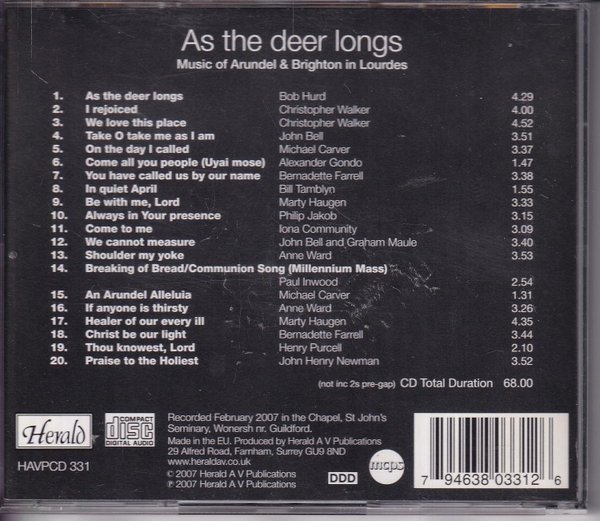 As the deer longs
Music of Arundel & Brighton in Lourdes
1. As the deer longs Bob Hurd 4.29
2. I rejoiced Christopher Walker 4.00
3. We love this place Christopher Walker 4.52
4. Take O take me as I am John Bell 3.51
5. On the day I called Michael Carver 3.37
6. Come all you people (Uyai mose) Alexander Gondo 1.47
7. You have called us by our name Bernadette Farrell 3.38
8. In quiet April Bill Tamblyn 1.55
9. Be with me, Lord Marty Haugen 3.33
10. Always in Your presence Philip Jakob 3.15
11. Come to me Iona Community 3.09
12. We cannot measure John Bell and Graham Maule 3.40
13. Shoulder my yoke Anne Ward 3.53
14. Breaking of Bread/Communion Song (Millennium Mass)
Paul Inwood 2.54
15. An Arundel Alleluia Michael Carver 1.31
16. If anyone is thirsty Anne Ward 3.26
17. Healer of our every ill Marty Haugen 4.35
18. Christ be our light Bernadette Farrell 3.44
19. Thou knowest, Lord Henry Purcell 2.10
20. Praise to the Holiest John Henry Newman 3.52
(not inc 2s pre-gap) CD Total Duration 68.00
Herald
HAVPCD 331
COMPACT
disc
DIGITAL AUDIO
Recorded February 2007 in the Chapel, St John's
Seminary, Wonersh nr. Guildford.
Made in the EU. Produced by Herald A V Publications
29 Alfred Road, Farnham, Surrey GU9 8ND
www.heraldav.co.uk
© 2007 Herald A V Publications
℗ 2007 Herald A V Publications
DDD
mcps
7 94638 03312 6